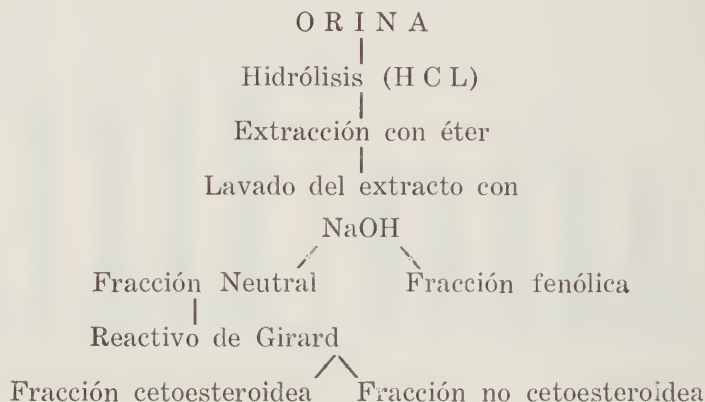 O R I N A
Hidrólisis (H C L)
Extracción con éter
Lavado del extracto con
NaOH
Fracción Neutral Fracción fenólica
Reactivo de Girard
Fracción cetoesteroidea Fracción no cetoesteroidea